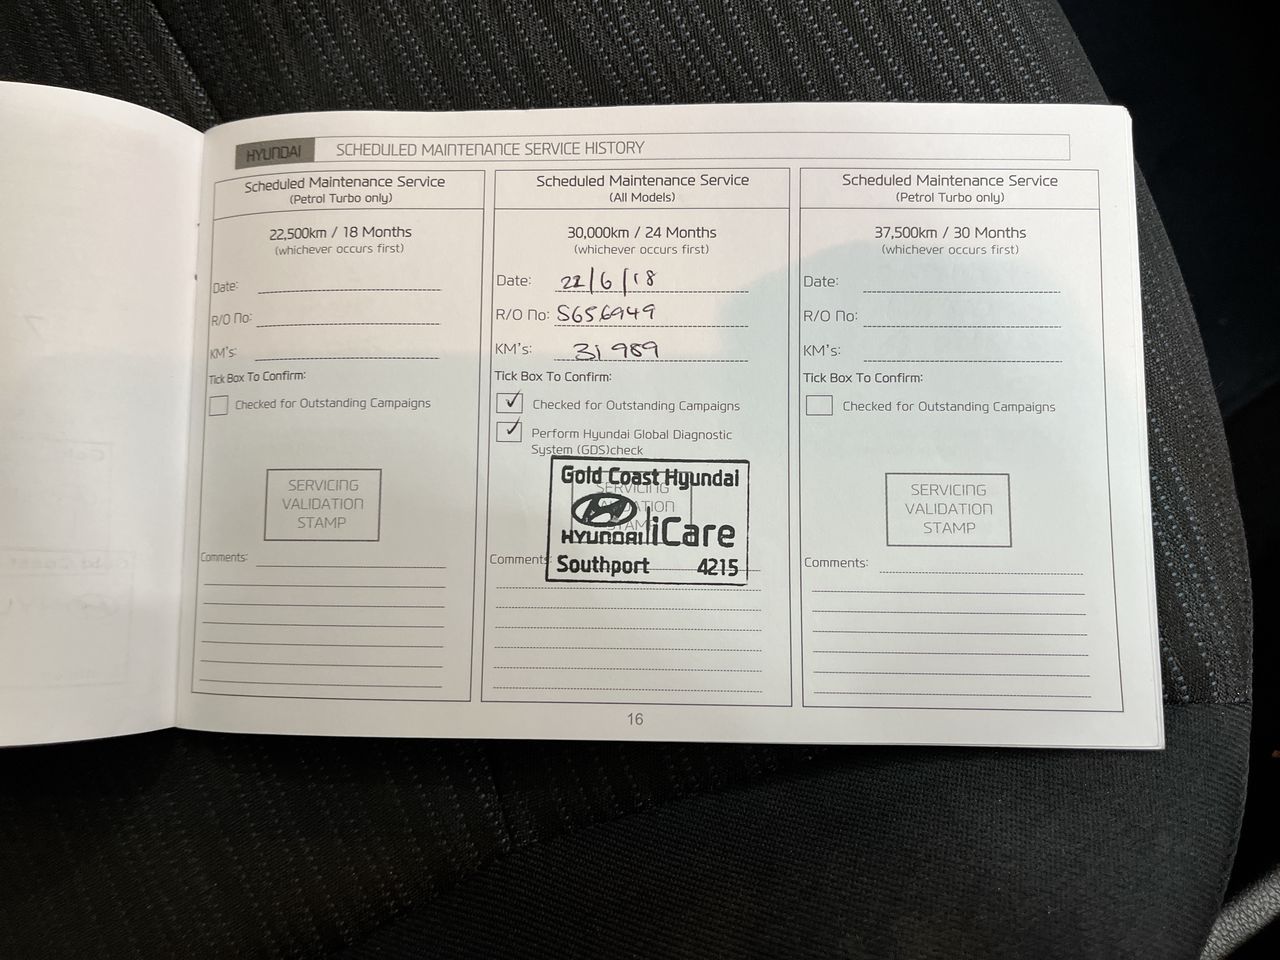 HYUNDAI SCHEDULED MAINTENANCE SERVICE HISTORY
Scheduled Maintenance Service
(Petrol Turbo only)
22,500km / 18 Months
(whichever occurs first)
Date:
R/O No:
KM's:
Tick Box To Confirm:
Checked for Outstanding Campaigns
SERVICING
VALIDATION
STAMP
Comments:
Scheduled Maintenance Service
(All Models)
30,000km / 24 Months
(whichever occurs first)
Date: 22/6/18
R/O No: S656949
KM's: 31 989
Tick Box To Confirm:
Checked for Outstanding Campaigns
Perform Hyundai Global Diagnostic
System (GDS)check
Gold Coast Hyundai
HYUNDAI iCare
Southport 4215
SERVICING
VALIDATION
STAMP
Comments:
Scheduled Maintenance Service
(Petrol Turbo only)
37,500km / 30 Months
(whichever occurs first)
Date:
R/O No:
KM's:
Tick Box To Confirm:
Checked for Outstanding Campaigns
SERVICING
VALIDATION
STAMP
Comments:
16